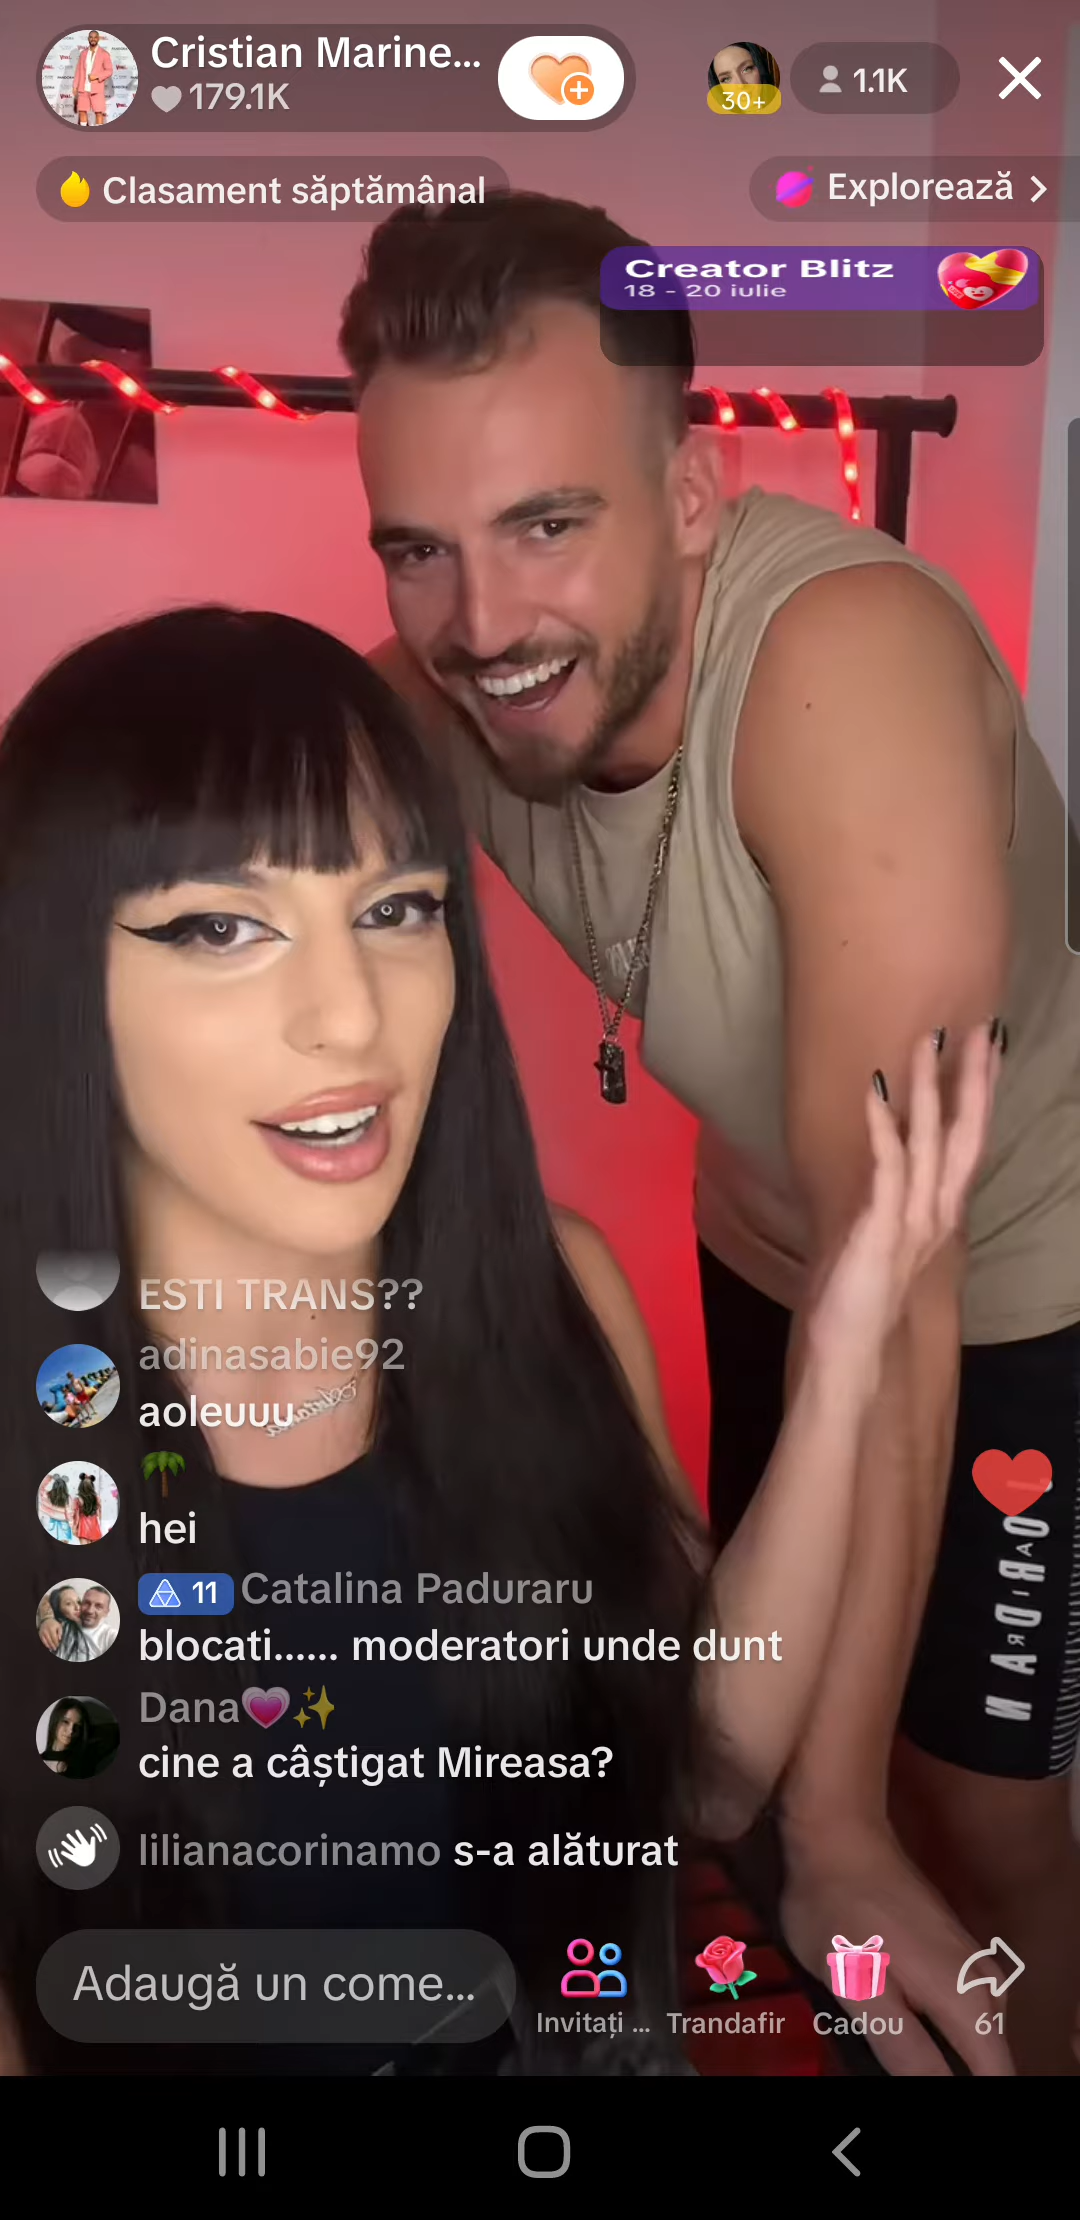 Cristian Marine...
179.1K
30+
1.1K
Clasament săptămânal
Explorează
Creator Blitz
18 - 20 iulie
ESTI TRANS??
adinasabie92
aoleuuu
🌴
hei
11 Catalina Paduraru
blocati...... moderatori unde dunt
Dana💗✨
cine a câștigat Mireasa?
lilianacorinamo s-a alăturat
Adaugă un come...
Invitați ...
Trandafir
Cadou
61